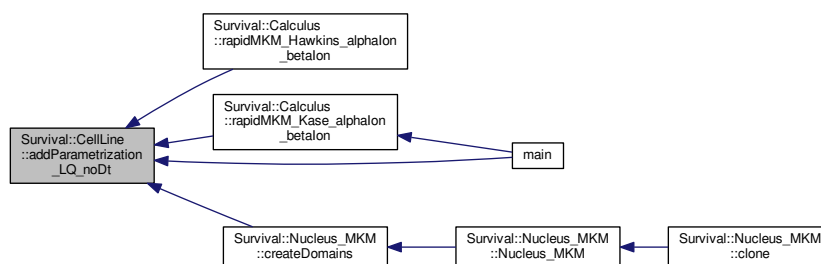 Survival::Calculus
::rapidMKM_Hawkins_alphaIon
_betaIon
Survival::Calculus
::rapidMKM_Kase_alphaIon
_betaIon
Survival::CellLine
::addParametrization
_LQ_noDt
main
Survival::Nucleus_MKM
::createDomains
Survival::Nucleus_MKM
::Nucleus_MKM
Survival::Nucleus_MKM
::clone